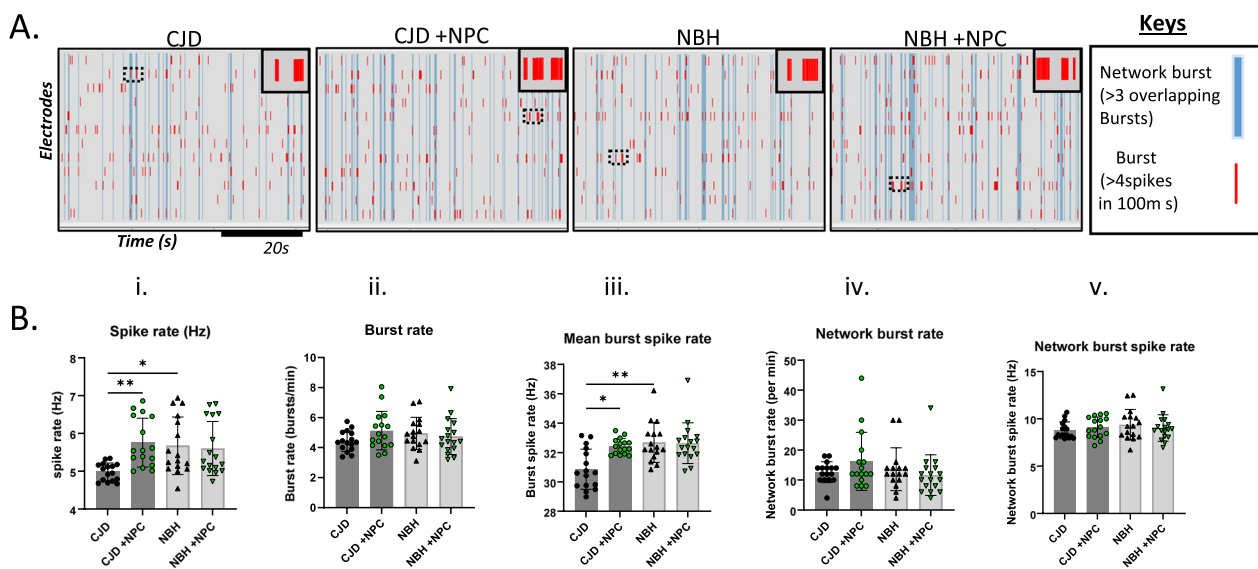 A.
CJD
CJD +NPC
NBH
NBH +NPC
Keys
Electrodes
Network burst
(>3 overlapping
Bursts)
Burst
(>4spikes
in 100m s)
Time (s)
20s
i.
ii.
iii.
iv.
v.
B.
Spike rate (Hz)
spike rate (Hz)
8
7
6
5
4
*
**
CJD
CJD +NPC
NBH
NBH +NPC
Burst rate
Burst rate (bursts/min)
10
8
6
4
2
0
CJD
CJD +NPC
NBH
NBH +NPC
Mean burst spike rate
Burst spike rate (Hz)
38
36
34
32
30
28
**
*
CJD
CJD +NPC
NBH
NBH +NPC
Network burst rate
Network burst rate (per min)
50
40
30
20
10
0
CJD
CJD +NPC
NBH
NBH +NPC
Network burst spike rate
Network burst spike rate (Hz)
15
10
5
0
CJD
CJD +NPC
NBH
NBH +NPC